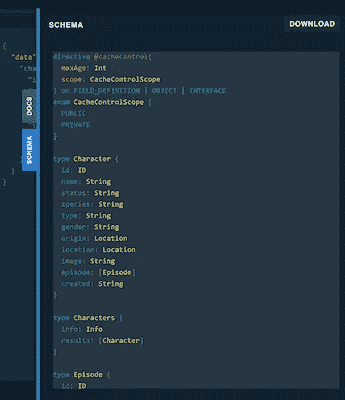 SCHEMA
DOWNLOAD
{
"data"
"cha
"i
}
}
DOCS
SCHEMA
directive @cacheControl(
maxAge: Int
scope: CacheControlScope
) on FIELD_DEFINITION | OBJECT | INTERFACE
enum CacheControlScope {
PUBLIC
PRIVATE
}
type Character {
id: ID
name: String
status: String
species: String
type: String
gender: String
origin: Location
location: Location
image: String
episode: [Episode]
created: String
}
type Characters {
info: Info
results: [Character]
}
type Episode {
id: ID